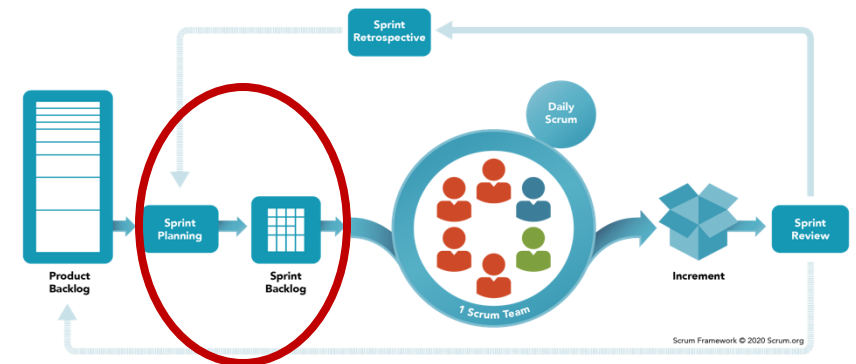 Sprint
Retrospective
Daily
Scrum
Sprint
Planning
Sprint
Review
Product
Backlog
Sprint
Backlog
Increment
1 Scrum Team
Scrum Framework © 2020 Scrum.org